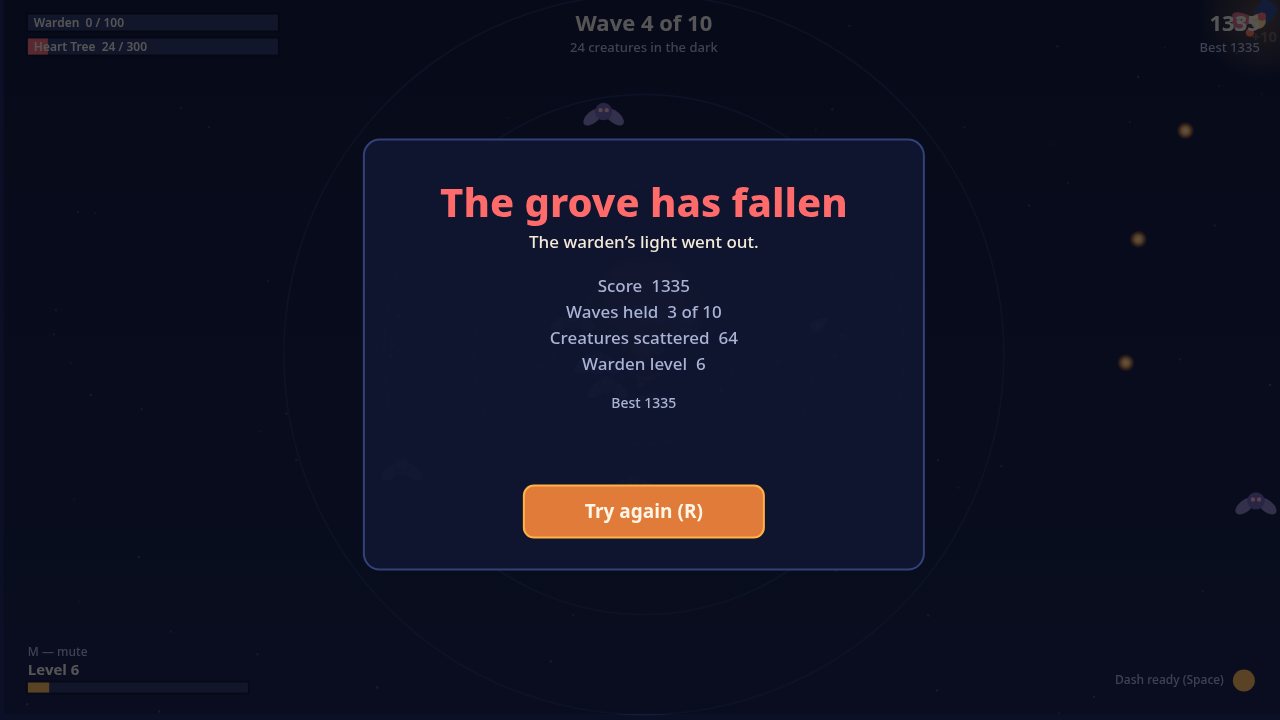 Warden 0 / 100
Heart Tree 24 / 300
Wave 4 of 10
24 creatures in the dark
1335
+10
Best 1335
The grove has fallen
The warden's light went out.
Score 1335
Waves held 3 of 10
Creatures scattered 64
Warden level 6
Best 1335
Try again (R)
M — mute
Level 6
Dash ready (Space)